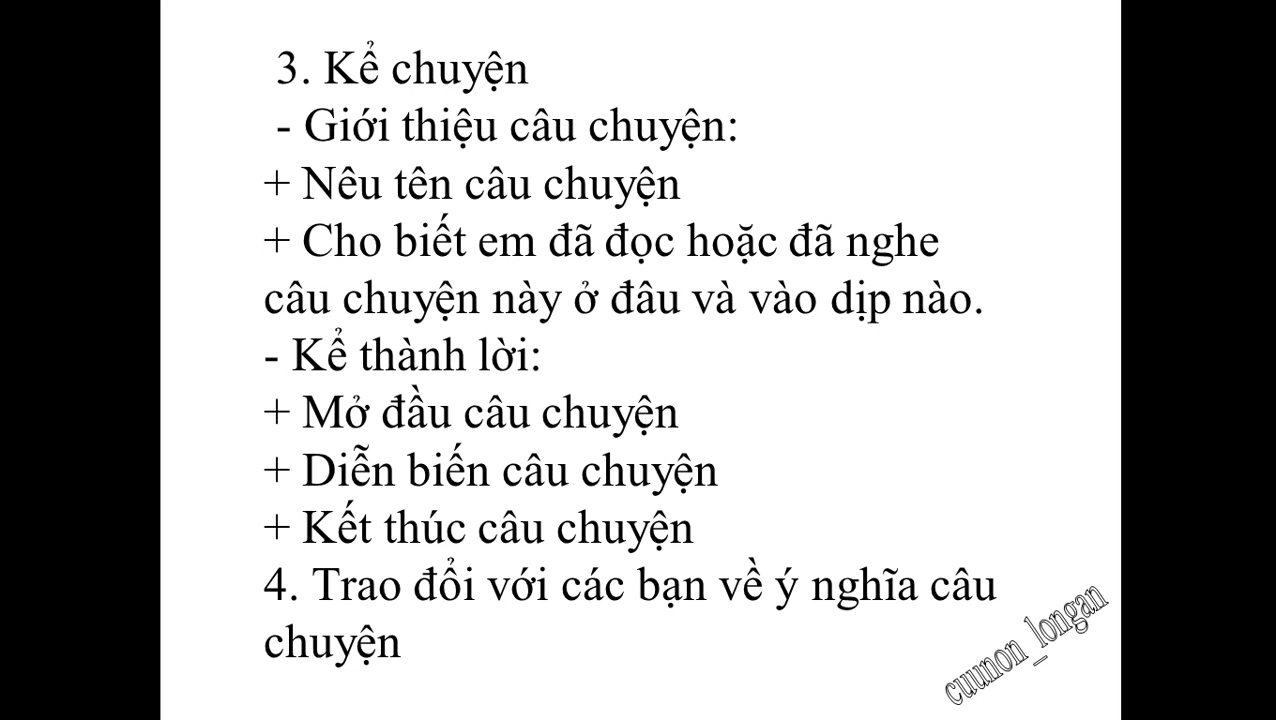 3. Kể chuyện
- Giới thiệu câu chuyện:
+ Nêu tên câu chuyện
+ Cho biết em đã đọc hoặc đã nghe
câu chuyện này ở đâu và vào dịp nào.
- Kể thành lời:
+ Mở đầu câu chuyện
+ Diễn biến câu chuyện
+ Kết thúc câu chuyện
4. Trao đổi với các bạn về ý nghĩa câu
chuyện
cuunon_longan